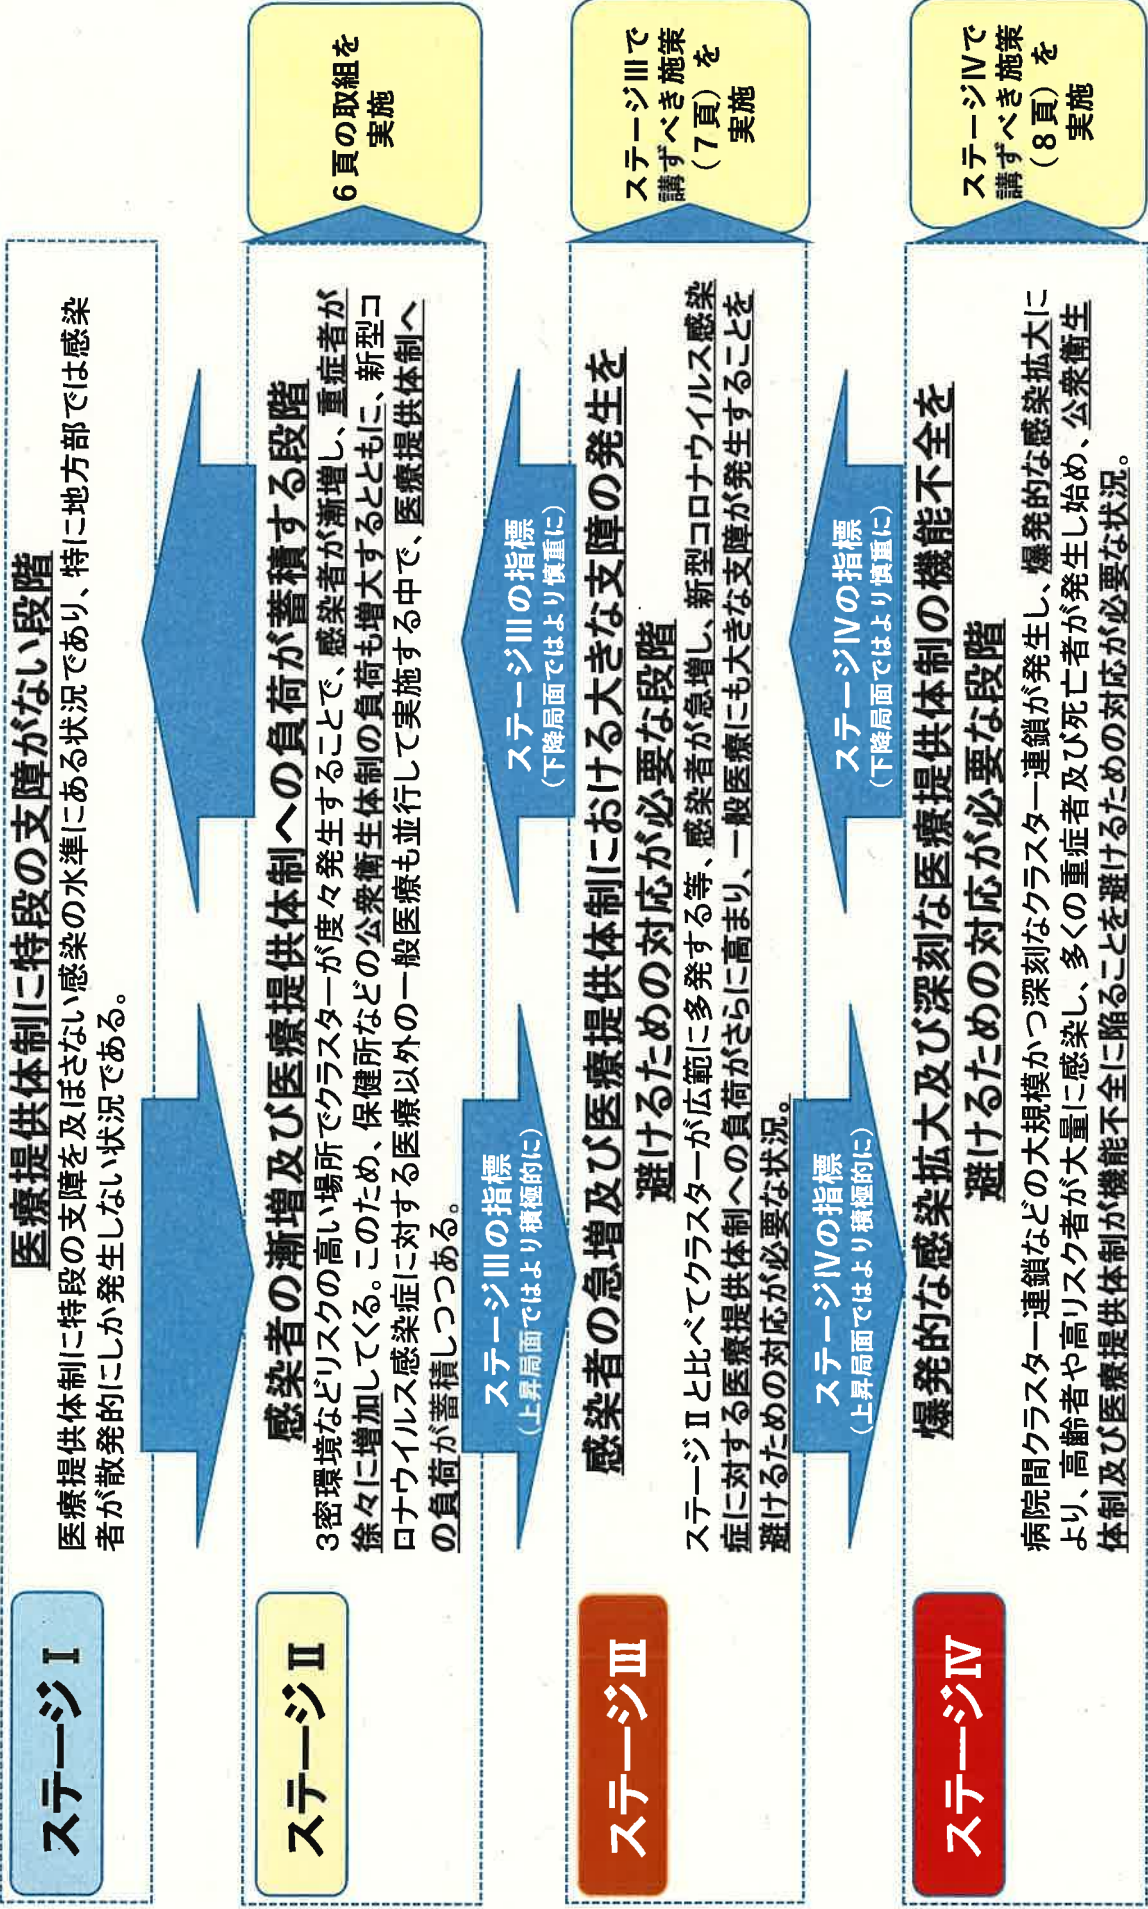 ステージⅠ
医療提供体制に特段の支障がない段階
医療提供体制に特段の支障を及ぼさない感染の水準にある状況であり、特に地方部では感染
者が散発的にしか発生しない状況である。
ステージⅡ
感染者の漸増及び医療提供体制への負荷が蓄積する段階
3密環境などリスクの高い場所でクラスターが度々発生することで、感染者が漸増し、重症者が
徐々に増加してくる。このため、保健所などの公衆衛生体制の負荷も増大するとともに、新型コ
ロナウイルス感染症に対する医療以外の一般医療も並行して実施する中で、医療提供体制へ
の負荷が蓄積しつつある。
6頁の取組を
実施
ステージⅢの指標
（上昇局面ではより積極的に）
ステージⅢの指標
（下降局面ではより慎重に）
ステージⅢ
感染者の急増及び医療提供体制における大きな支障の発生を
避けるための対応が必要な段階
ステージⅡと比べてクラスターが広範に多発する等、感染者が急増し、新型コロナウイルス感染
症に対する医療提供体制への負荷がさらに高まり、一般医療にも大きな支障が発生することを
避けるための対応が必要な状況。
ステージⅢで
講ずべき施策
（7頁）を
実施
ステージⅣの指標
（上昇局面ではより積極的に）
ステージⅣの指標
（下降局面ではより慎重に）
ステージⅣ
爆発的な感染拡大及び深刻な医療提供体制の機能不全を
避けるための対応が必要な段階
病院間クラスター連鎖などの大規模かつ深刻なクラスター連鎖が発生し、爆発的な感染拡大に
より、高齢者や高リスク者が大量に感染し、多くの重症者及び死亡者が発生し始め、公衆衛生
体制及び医療提供体制が機能不全に陥ることを避けるための対応が必要な状況。
ステージⅣで
講ずべき施策
（8頁）を
実施